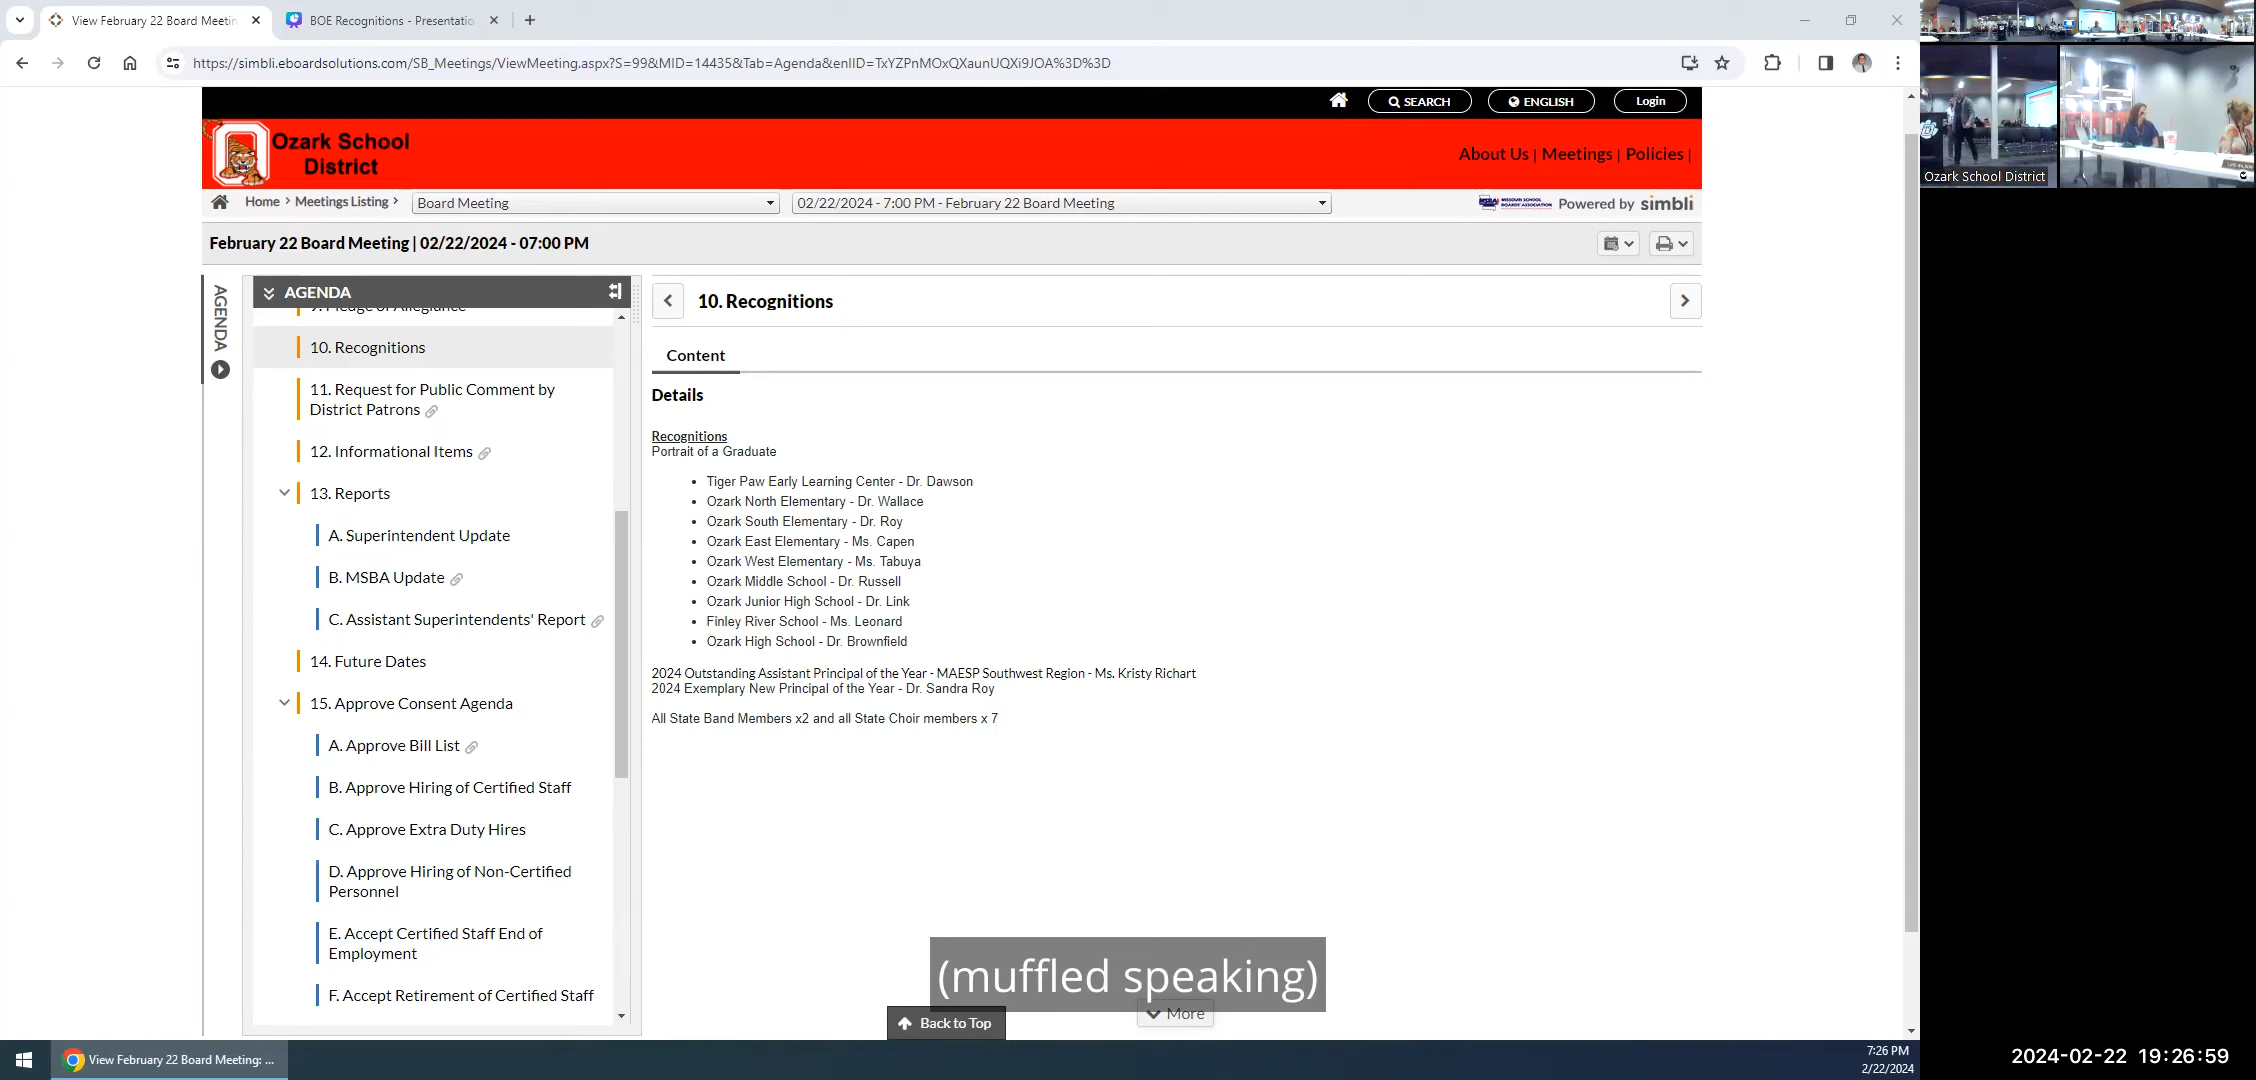 View February 22 Board Meetin
BOE Recognitions - Presentatio
https://simbli.eboardsolutions.com/SB_Meetings/ViewMeeting.aspx?S=99&MID=14435&Tab=Agenda&enIID=TxYZPnMOxQXaunUQXi9JOA%3D%3D
SEARCH
ENGLISH
Login
Ozark School
District
About Us | Meetings | Policies |
Home > Meetings Listing >
Board Meeting
02/22/2024 - 7:00 PM - February 22 Board Meeting
MSBA MISSOURI SCHOOL BOARDS' ASSOCIATION
Powered by simbli
February 22 Board Meeting | 02/22/2024 - 07:00 PM
AGENDA
AGENDA
9. Pledge of Allegiance
10. Recognitions
11. Request for Public Comment by
District Patrons
12. Informational Items
13. Reports
A. Superintendent Update
B. MSBA Update
C. Assistant Superintendents' Report
14. Future Dates
15. Approve Consent Agenda
A. Approve Bill List
B. Approve Hiring of Certified Staff
C. Approve Extra Duty Hires
D. Approve Hiring of Non-Certified
Personnel
E. Accept Certified Staff End of
Employment
F. Accept Retirement of Certified Staff
10. Recognitions
Content
Details
Recognitions
Portrait of a Graduate
• Tiger Paw Early Learning Center - Dr. Dawson
• Ozark North Elementary - Dr. Wallace
• Ozark South Elementary - Dr. Roy
• Ozark East Elementary - Ms. Capen
• Ozark West Elementary - Ms. Tabuya
• Ozark Middle School - Dr. Russell
• Ozark Junior High School - Dr. Link
• Finley River School - Ms. Leonard
• Ozark High School - Dr. Brownfield
2024 Outstanding Assistant Principal of the Year - MAESP Southwest Region - Ms. Kristy Richart
2024 Exemplary New Principal of the Year - Dr. Sandra Roy
All State Band Members x2 and all State Choir members x 7
(muffled speaking)
More
Back to Top
View February 22 Board Meeting: ...
7:26 PM
2/22/2024
Ozark School District
2024-02-22 19:26:59